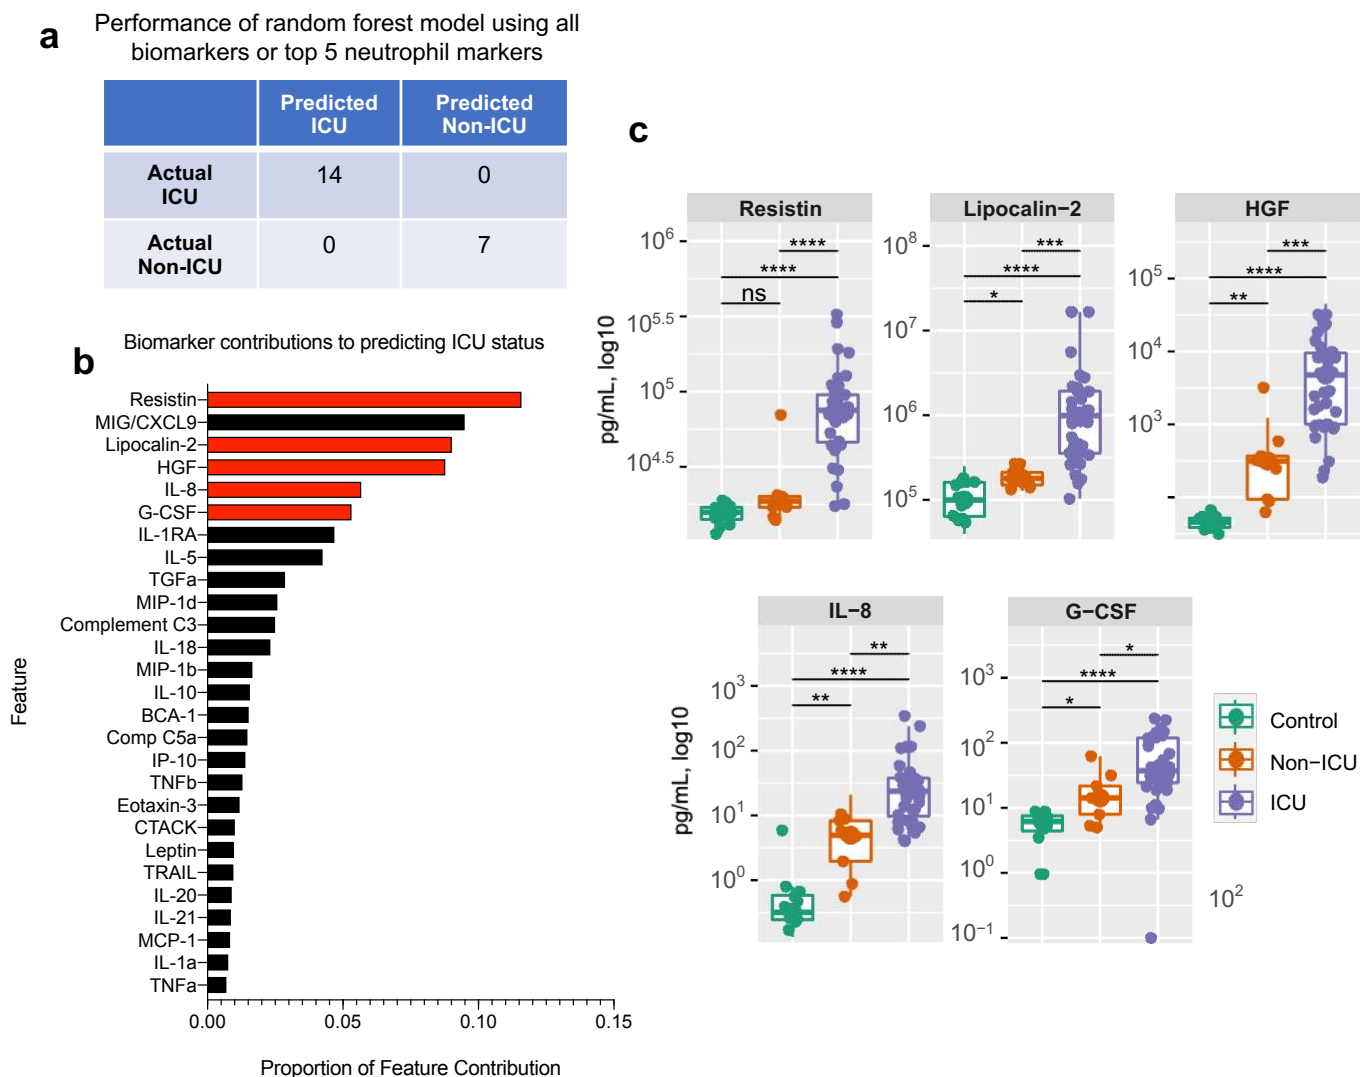 a
Performance of random forest model using all
biomarkers or top 5 neutrophil markers
Predicted
ICU
Predicted
Non-ICU
Actual
ICU
14
0
Actual
Non-ICU
0
7
b
Biomarker contributions to predicting ICU status
Feature
Resistin
MIG/CXCL9
Lipocalin-2
HGF
IL-8
G-CSF
IL-1RA
IL-5
TGFa
MIP-1d
Complement C3
IL-18
MIP-1b
IL-10
BCA-1
Comp C5a
IP-10
TNFb
Eotaxin-3
CTACK
Leptin
TRAIL
IL-20
IL-21
MCP-1
IL-1a
TNFa
0.00 0.05 0.10 0.15
Proportion of Feature Contribution
c
Resistin
pg/mL, log10
10^6
10^5.5
10^5
10^4.5
****
****
ns
Lipocalin−2
10^8
10^7
10^6
10^5
***
****
*
HGF
10^5
10^4
10^3
***
****
**
IL−8
pg/mL, log10
10^3
10^2
10^1
10^0
**
****
**
G−CSF
10^3
10^2
10^1
10^0
10^−1
*
****
*
Control
Non−ICU
ICU
10^2